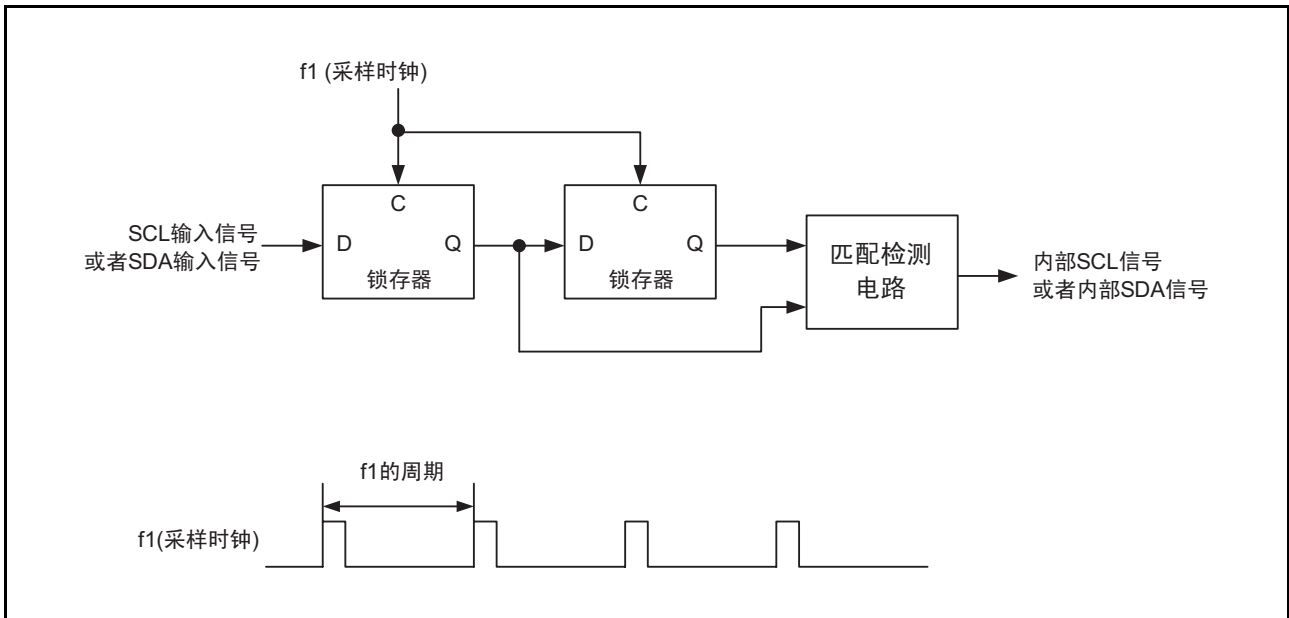 f1 (采样时钟)
C
C
SCL输入信号
或者SDA输入信号
D
Q
D
Q
锁存器
锁存器
匹配检测
电路
内部SCL信号
或者内部SDA信号
f1的周期
f1(采样时钟)